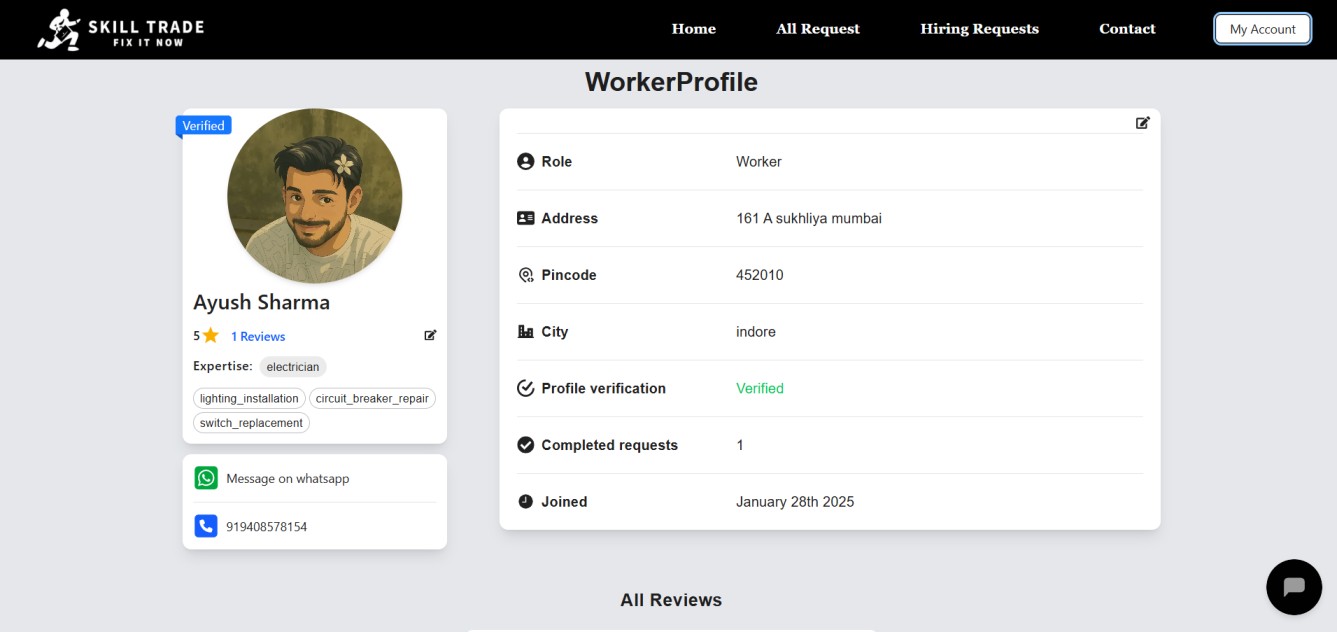 SKILL TRADE
FIX IT NOW
Home All Request Hiring Requests Contact My Account
WorkerProfile
Verified
Ayush Sharma
5 1 Reviews
Expertise: electrician
lighting_installation circuit_breaker_repair
switch_replacement
Message on whatsapp
919408578154
Role Worker
Address 161 A sukhliya mumbai
Pincode 452010
City indore
Profile verification Verified
Completed requests 1
Joined January 28th 2025
All Reviews